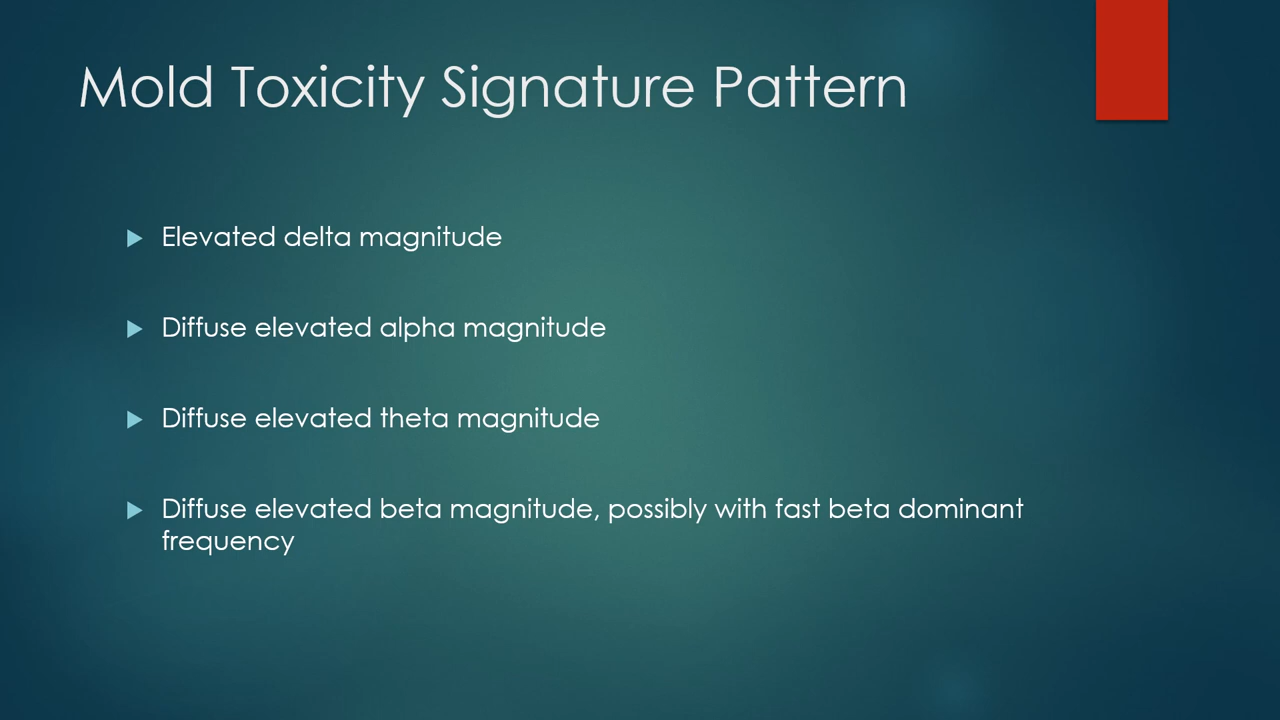 Mold Toxicity Signature Pattern
Elevated delta magnitude
Diffuse elevated alpha magnitude
Diffuse elevated theta magnitude
Diffuse elevated beta magnitude, possibly with fast beta dominant
frequency